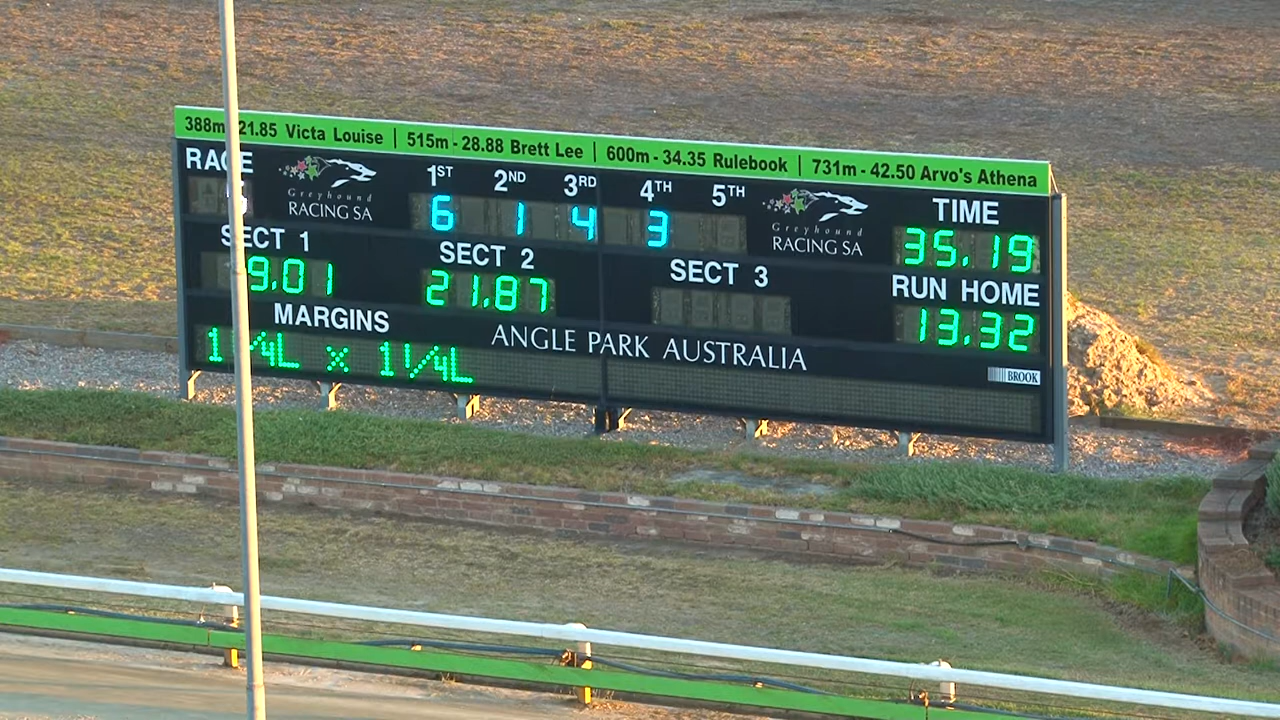 388m 21.85 Victa Louise | 515m - 28.88 Brett Lee | 600m - 34.35 Rulebook | 731m - 42.50 Arvo's Athena
RACE
Greyhound
RACING SA
1ST 2ND 3RD 4TH 5TH
6 1 4 3
Greyhound
RACING SA
TIME
35.19
SECT 1
9.01
SECT 2
21.87
SECT 3
RUN HOME
13.32
MARGINS
1 1/4L x 1 1/4L
ANGLE PARK AUSTRALIA
BROOK